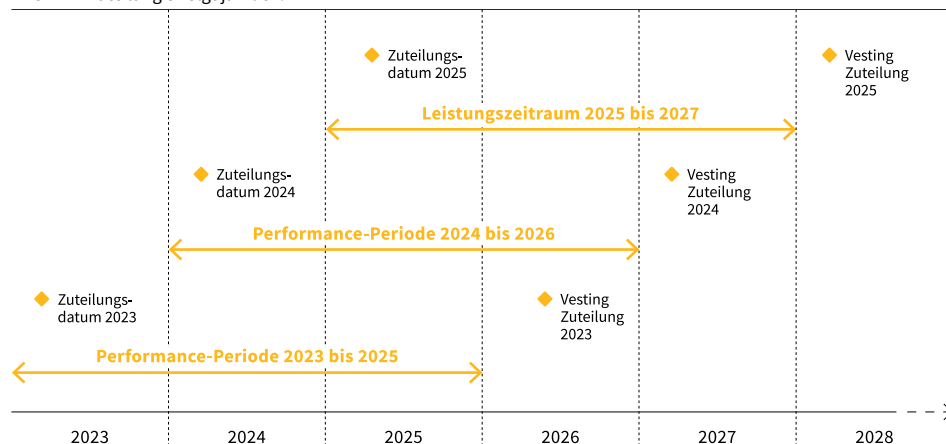 Zuteilungs-
datum 2025
Vesting
Zuteilung
2025
Leistungszeitraum 2025 bis 2027
Zuteilungs-
datum 2024
Vesting
Zuteilung
2024
Performance-Periode 2024 bis 2026
Zuteilungs-
datum 2023
Vesting
Zuteilung
2023
Performance-Periode 2023 bis 2025
2023 2024 2025 2026 2027 2028